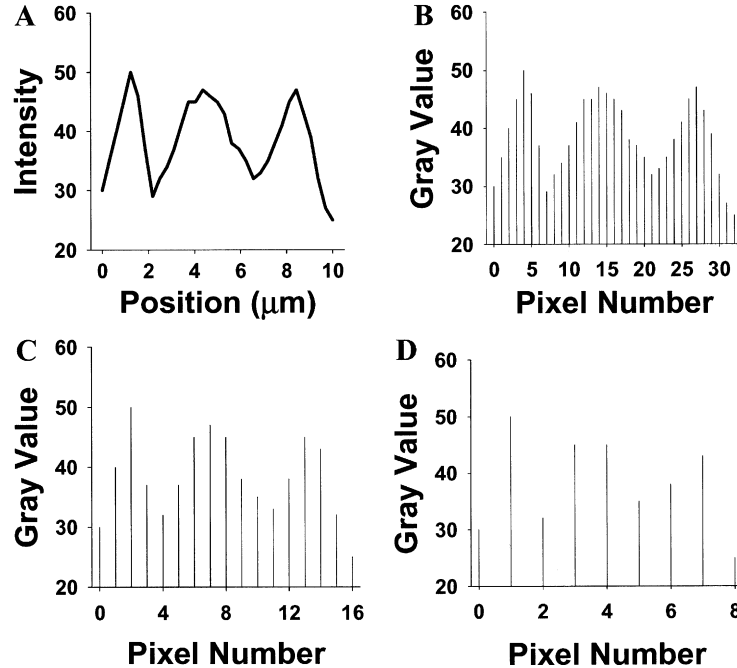 A
60
50
40
30
20
Intensity
0 2 4 6 8 10
Position (μm)
B
60
50
40
30
20
Gray Value
0 5 10 15 20 25 30
Pixel Number
C
60
50
40
30
20
Gray Value
0 4 8 12 16
Pixel Number
D
60
50
40
30
20
Gray Value
0 2 4 6 8
Pixel Number